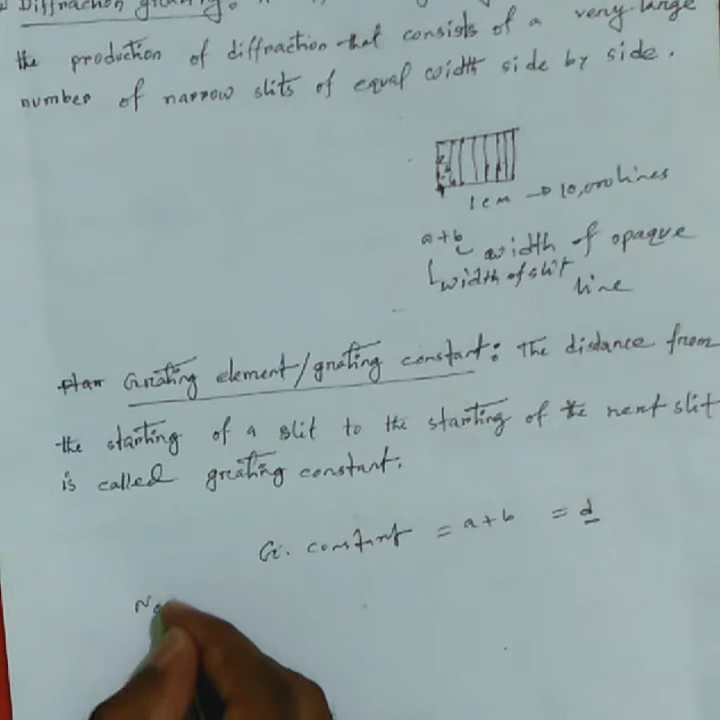 Diffraction grating:
the production of diffraction that consists of a very large
number of narrow slits of equal width side by side.
1 cm → 10,000 lines
a+b width of opaque
width of slit
line
Grating element/grating constant: The distance from
the starting of a slit to the starting of the next slit
is called grating constant.
G. constant = a+b = d
No